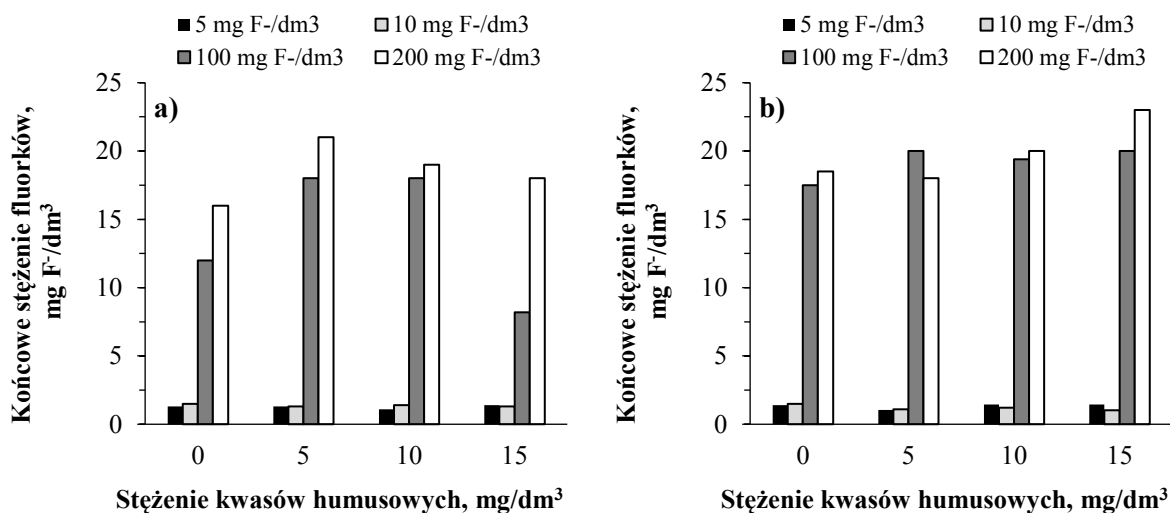 5 mg F-/dm3 10 mg F-/dm3
100 mg F-/dm3 200 mg F-/dm3
a)
Końcowe stężenie fluorków,
mg F-/dm³
25
20
15
10
5
0
0 5 10 15
Stężenie kwasów humusowych, mg/dm³
5 mg F-/dm3 10 mg F-/dm3
100 mg F-/dm3 200 mg F-/dm3
b)
Końcowe stężenie fluorków,
mg F-/dm³
25
20
15
10
5
0
0 5 10 15
Stężenie kwasów humusowych, mg/dm³